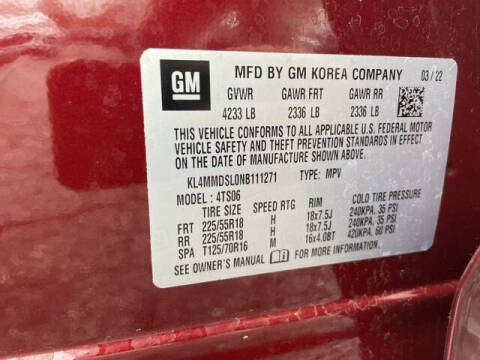 GM
MFD BY GM KOREA COMPANY 03 / 22
GVWR GAWR FRT GAWR RR
4233 LB 2336 LB 2336 LB
THIS VEHICLE CONFORMS TO ALL APPLICABLE U.S. FEDERAL MOTOR
VEHICLE SAFETY AND THEFT PREVENTION STANDARDS IN EFFECT ON THE
DATE OF MANUFACTURE SHOWN ABOVE.
KL4MMDSL0NB111271 TYPE: MPV
MODEL : 4TS06
TIRE SIZE SPEED RTG RIM COLD TIRE PRESSURE
FRT 225/55R18 H 18x7.5J 240KPA, 35 PSI
RR 225/55R18 H 18x7.5J 240KPA, 35 PSI
SPA T125/70R16 M 16x4.0BT 420KPA, 60 PSI
SEE OWNER'S MANUAL FOR MORE INFORMATION